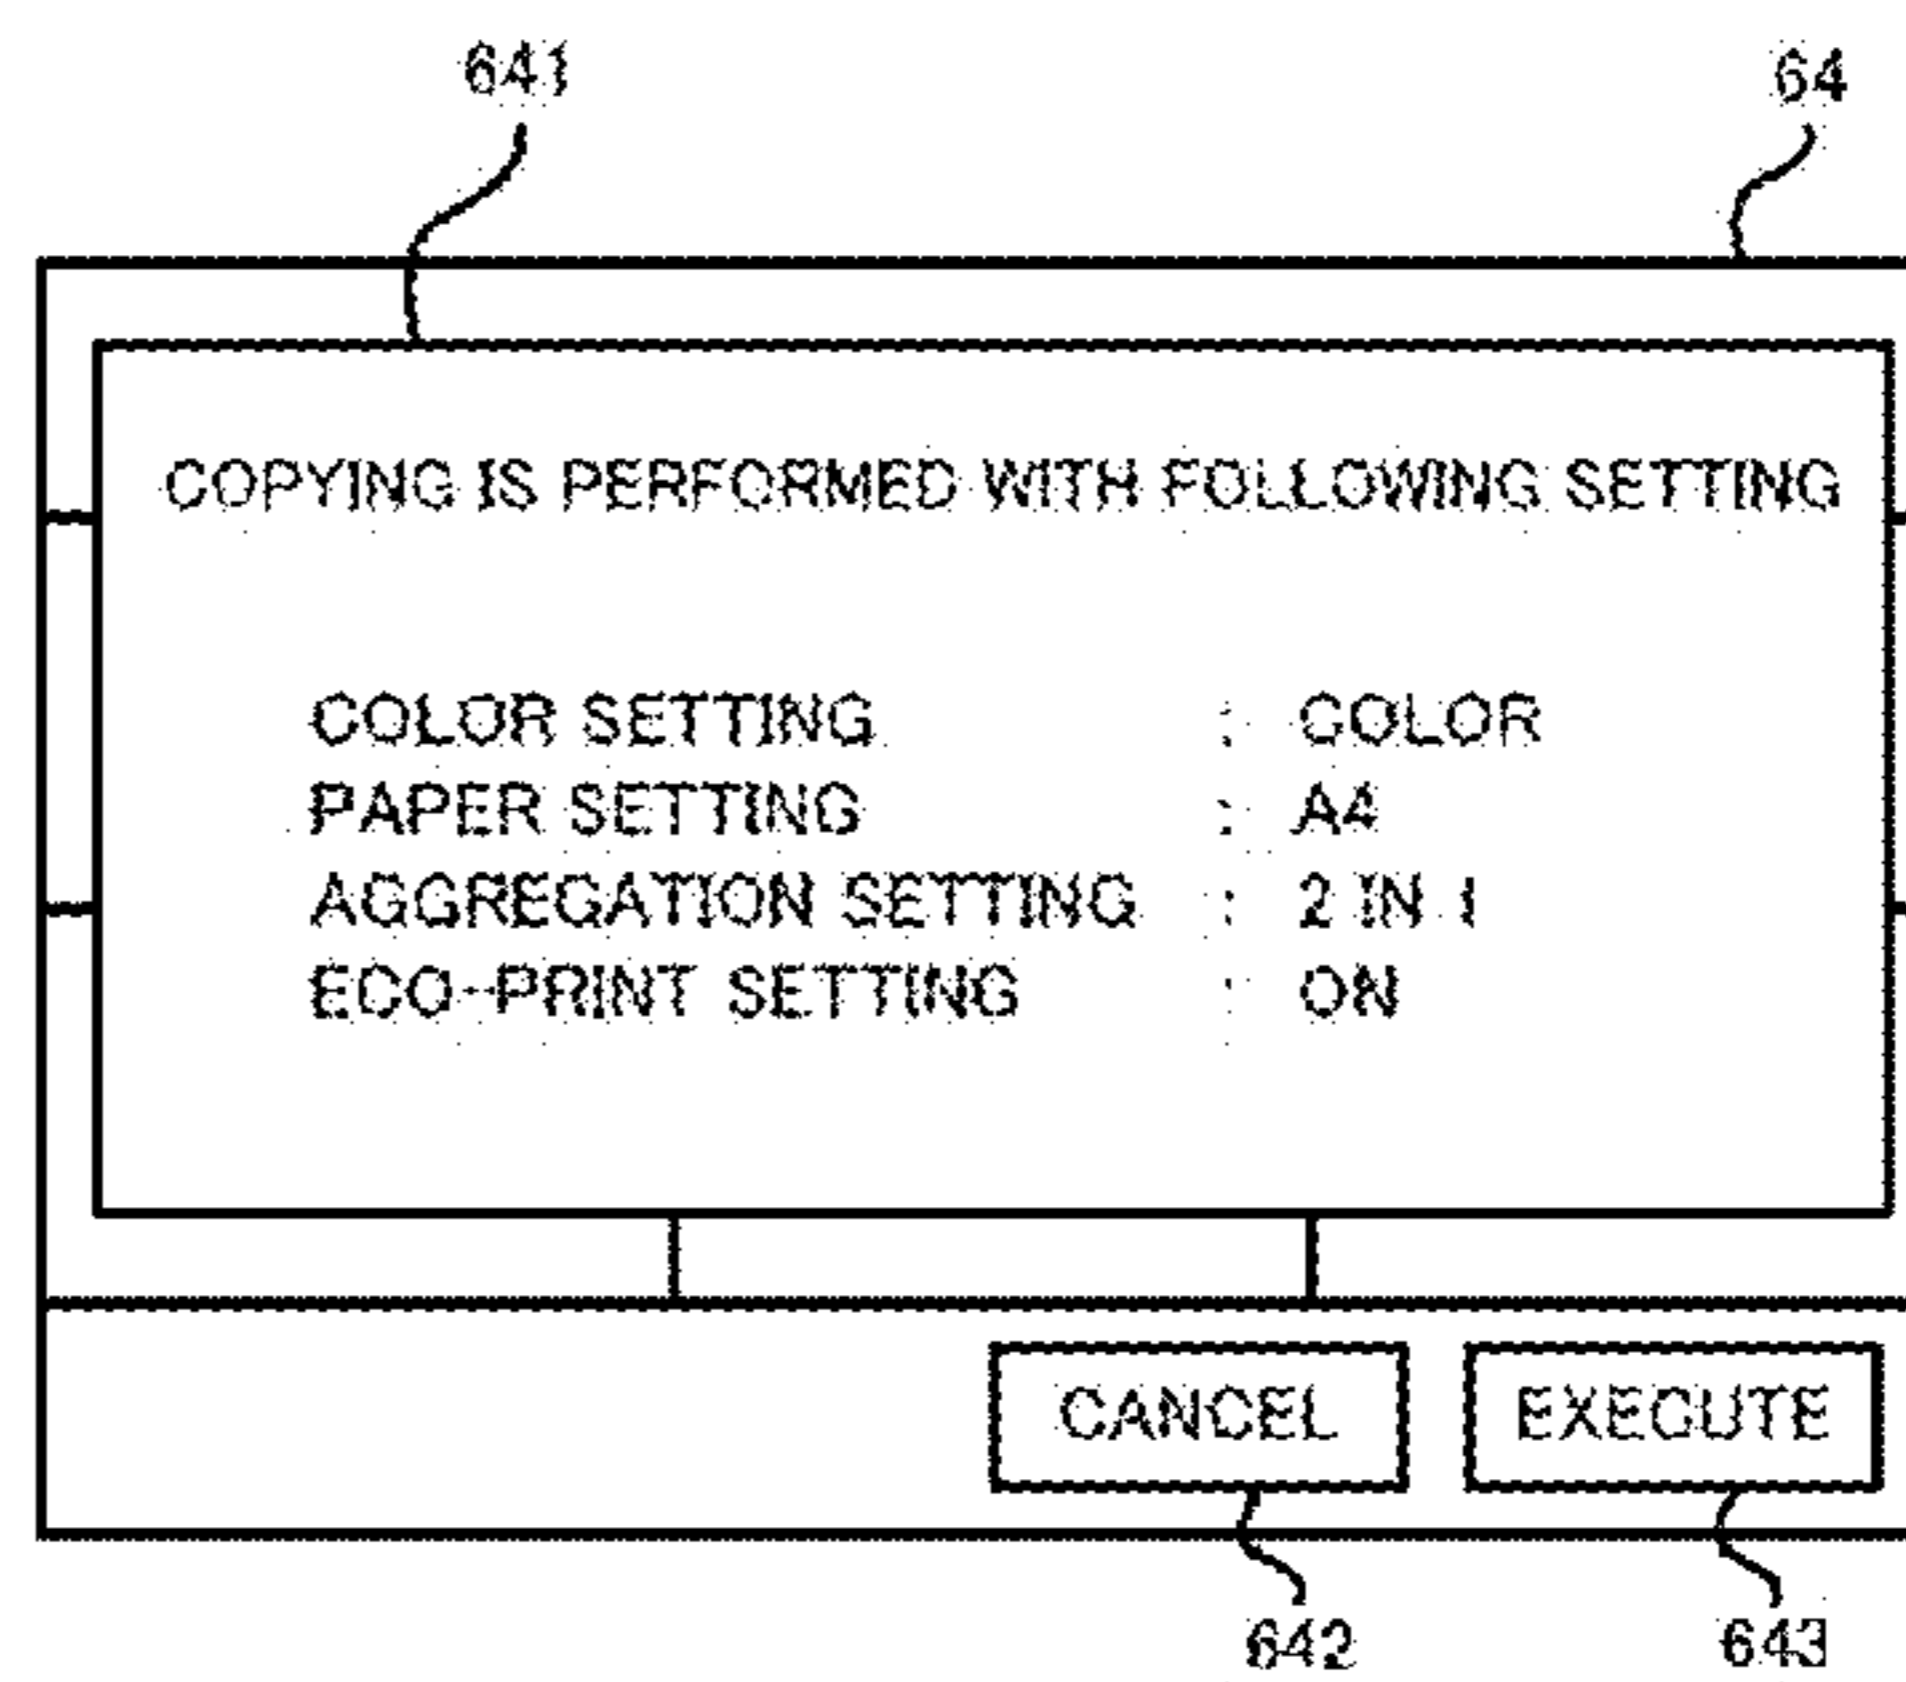 641
64
COPYING IS PERFORMED WITH FOLLOWING SETTING
COLOR SETTING : COLOR
PAPER SETTING : A4
AGGREGATION SETTING : 2 IN 1
ECO-PRINT SETTING : ON
CANCEL
EXECUTE
642
643